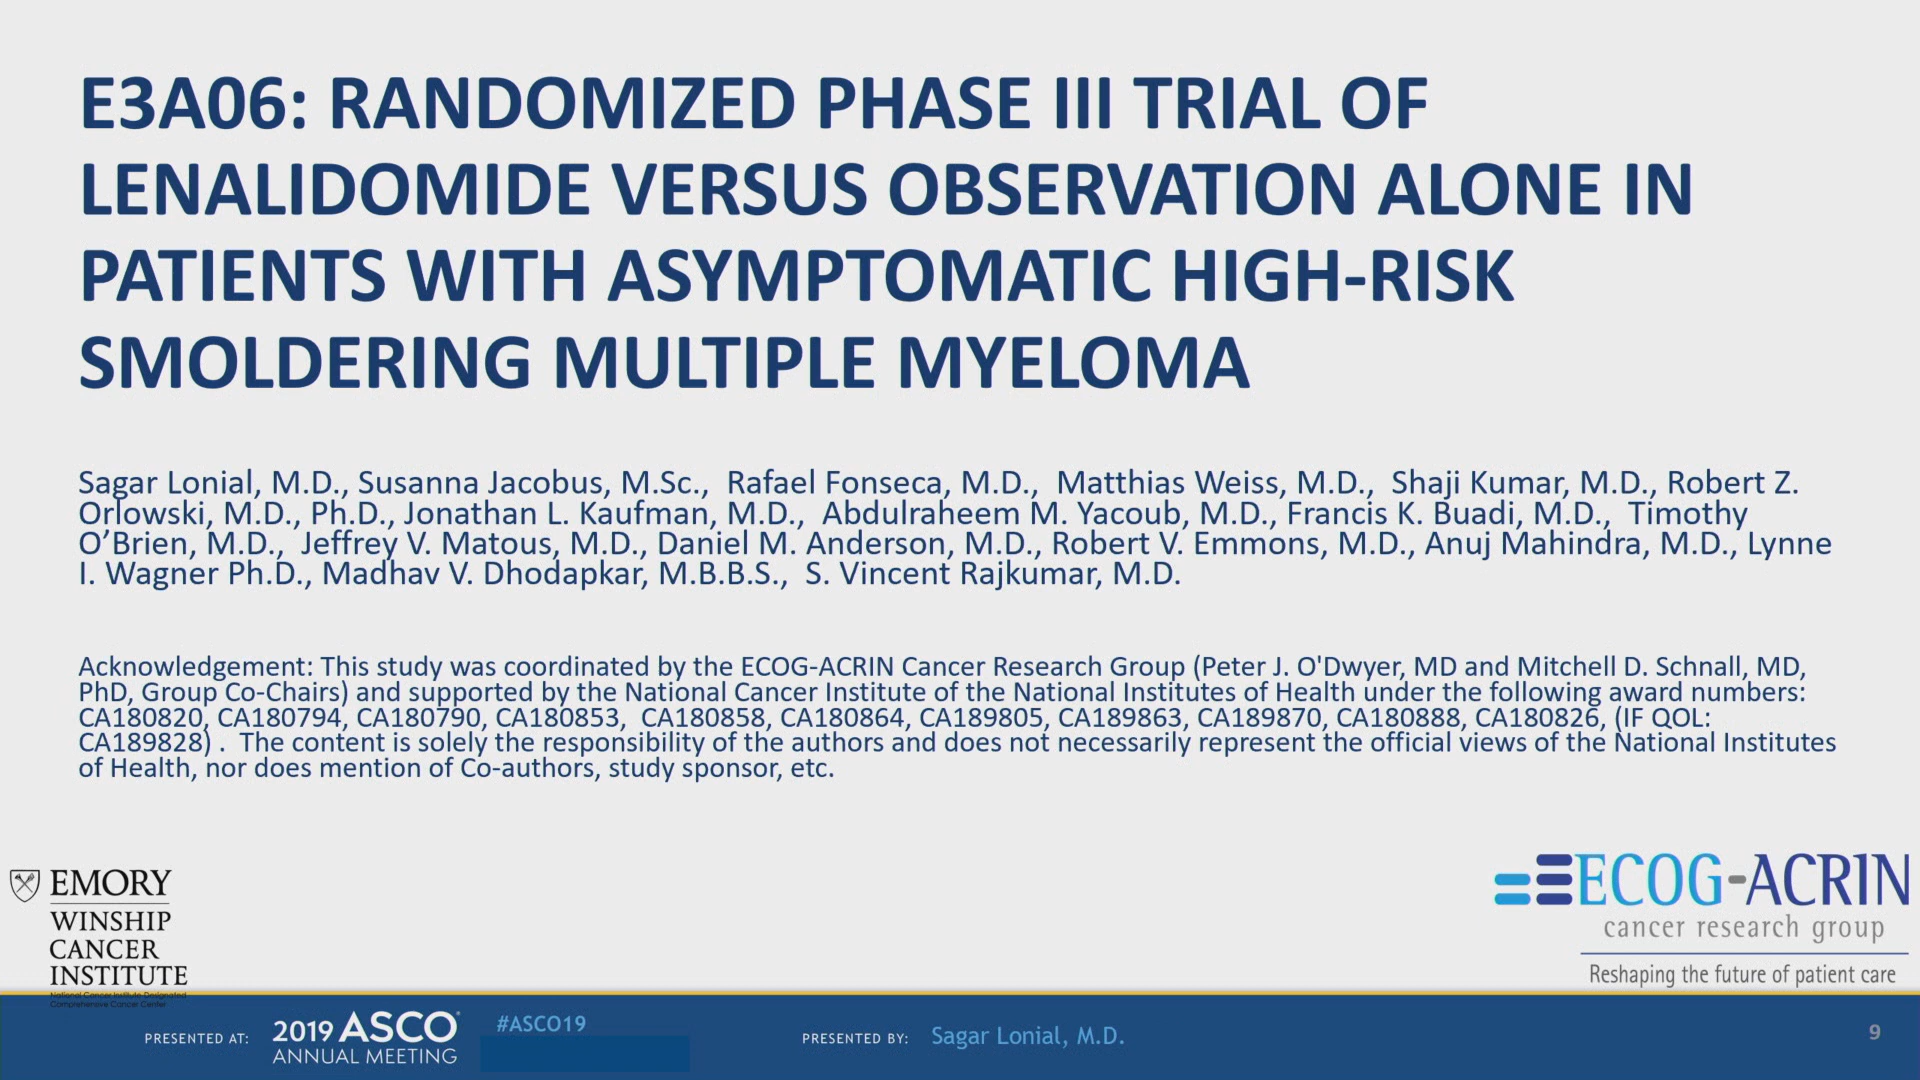 E3A06: RANDOMIZED PHASE III TRIAL OF
LENALIDOMIDE VERSUS OBSERVATION ALONE IN
PATIENTS WITH ASYMPTOMATIC HIGH-RISK
SMOLDERING MULTIPLE MYELOMA
Sagar Lonial, M.D., Susanna Jacobus, M.Sc., Rafael Fonseca, M.D., Matthias Weiss, M.D., Shaji Kumar, M.D., Robert Z.
Orlowski, M.D., Ph.D., Jonathan L. Kaufman, M.D., Abdulraheem M. Yacoub, M.D., Francis K. Buadi, M.D., Timothy
O’Brien, M.D., Jeffrey V. Matous, M.D., Daniel M. Anderson, M.D., Robert V. Emmons, M.D., Anuj Mahindra, M.D., Lynne
I. Wagner Ph.D., Madhav V. Dhodapkar, M.B.B.S., S. Vincent Rajkumar, M.D.
Acknowledgement: This study was coordinated by the ECOG-ACRIN Cancer Research Group (Peter J. O'Dwyer, MD and Mitchell D. Schnall, MD,
PhD, Group Co-Chairs) and supported by the National Cancer Institute of the National Institutes of Health under the following award numbers:
CA180820, CA180794, CA180790, CA180853, CA180858, CA180864, CA189805, CA189863, CA189870, CA180888, CA180826, (IF QOL:
CA189828) . The content is solely the responsibility of the authors and does not necessarily represent the official views of the National Institutes
of Health, nor does mention of Co-authors, study sponsor, etc.
EMORY
WINSHIP
CANCER
INSTITUTE
National Cancer Institute Designated
Comprehensive Cancer Center
ECOG-ACRIN
cancer research group
Reshaping the future of patient care
PRESENTED AT:
2019 ASCO
ANNUAL MEETING
#ASCO19
PRESENTED BY:
Sagar Lonial, M.D.
9